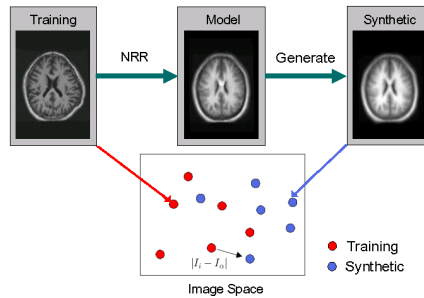 Training
Model
Synthetic
NRR
Generate
|I_i − I_α|
Training
Synthetic
Image Space